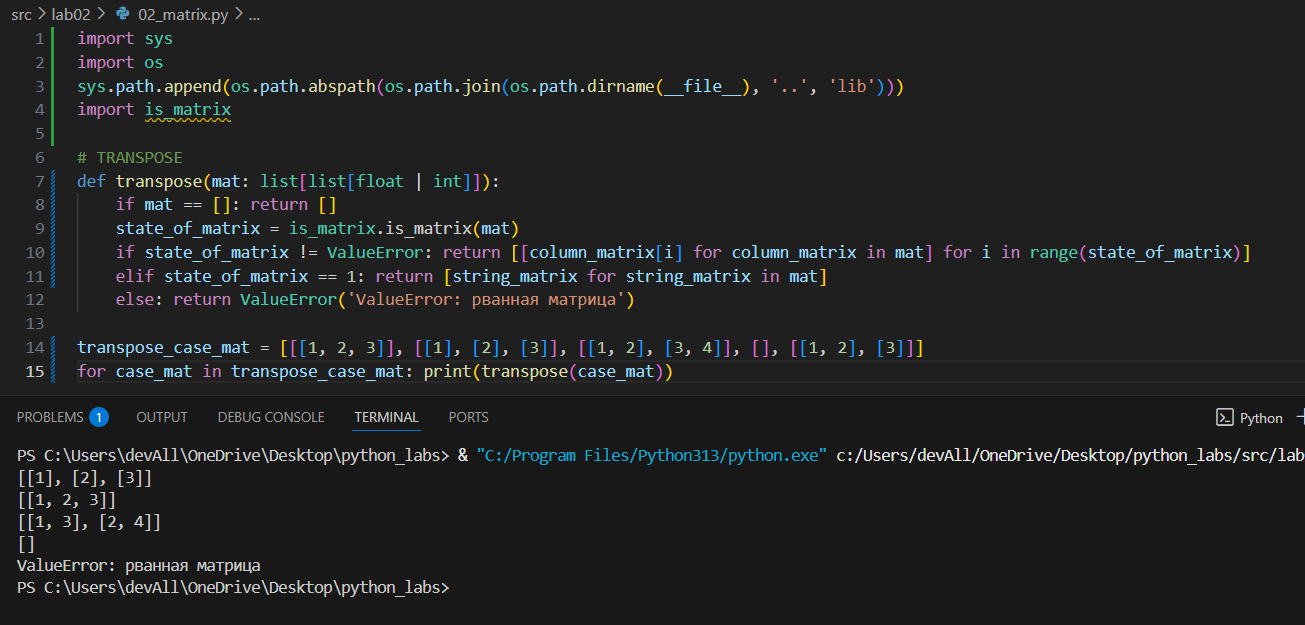 src > lab02 > 02_matrix.py > ...
1 import sys
2 import os
3 sys.path.append(os.path.abspath(os.path.join(os.path.dirname(__file__), '..', 'lib')))
4 import is_matrix
5
6 # TRANSPOSE
7 def transpose(mat: list[list[float | int]]):
8     if mat == []: return []
9     state_of_matrix = is_matrix.is_matrix(mat)
10     if state_of_matrix != ValueError: return [[column_matrix[i] for column_matrix in mat] for i in range(state_of_matrix)]
11     elif state_of_matrix == 1: return [string_matrix for string_matrix in mat]
12     else: return ValueError('ValueError: рванная матрица')
13
14 transpose_case_mat = [[[1, 2, 3]], [[1], [2], [3]], [[1, 2], [3, 4]], [], [[1, 2], [3]]]
15 for case_mat in transpose_case_mat: print(transpose(case_mat))
PROBLEMS 1 OUTPUT DEBUG CONSOLE TERMINAL PORTS Python
PS C:\Users\devAll\OneDrive\Desktop\python_labs> & "C:/Program Files/Python313/python.exe" c:/Users/devAll/OneDrive/Desktop/python_labs/src/lab
[[1], [2], [3]]
[[1, 2, 3]]
[[1, 3], [2, 4]]
[]
ValueError: рванная матрица
PS C:\Users\devAll\OneDrive\Desktop\python_labs>